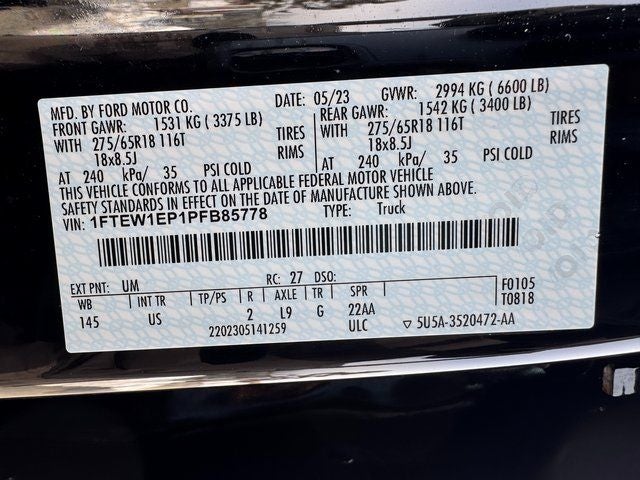 MFD. BY FORD MOTOR CO.
DATE: 05/23 GVWR: 2994 KG ( 6600 LB)
FRONT GAWR: 1531 KG ( 3375 LB)
WITH 275/65R18 116T TIRES
18x8.5J RIMS
AT 240 kPa/ 35 PSI COLD
REAR GAWR: 1542 KG ( 3400 LB)
WITH 275/65R18 116T TIRES
18x8.5J RIMS
AT 240 kPa/ 35 PSI COLD
THIS VEHICLE CONFORMS TO ALL APPLICABLE FEDERAL MOTOR VEHICLE
SAFETY STANDARDS IN EFFECT ON THE DATE OF MANUFACTURE SHOWN ABOVE.
VIN: 1FTEW1EP1PFB85778 TYPE: Truck
EXT PNT: UM RC: 27 DSO:
WB INT TR TP/PS R AXLE TR SPR
145 US 2 L9 G 22AA
2202305141259 ULC
F0105
T0818
▽ 5U5A-3520472-AA